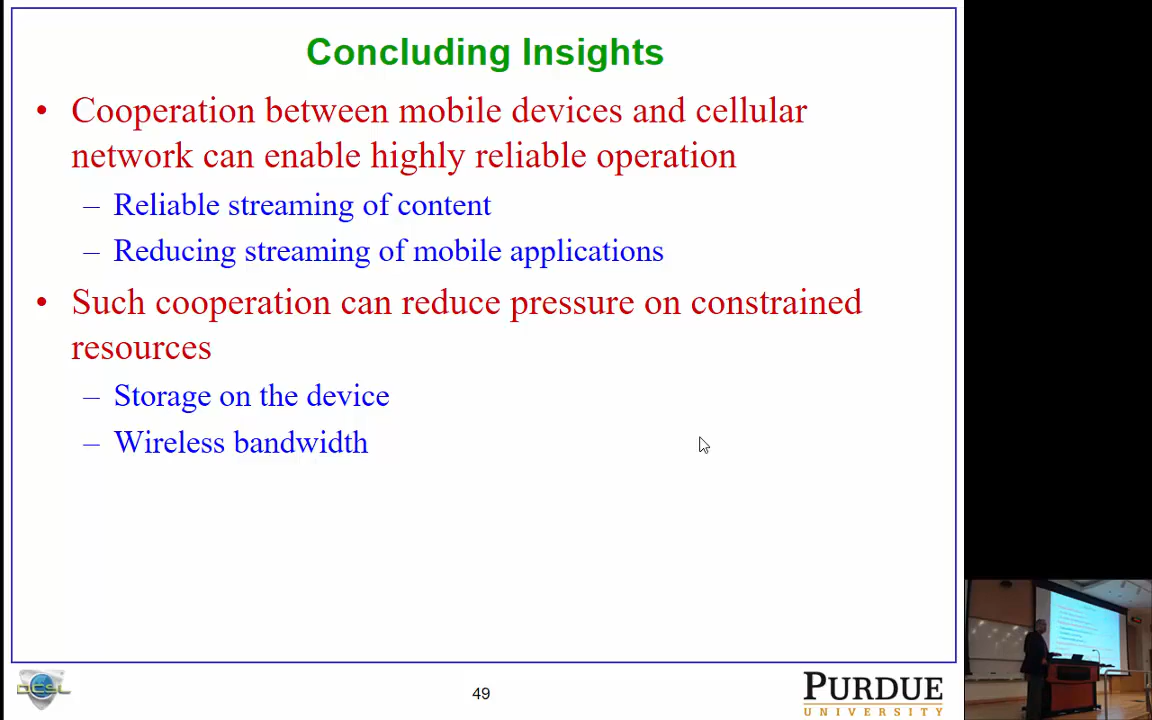 Concluding Insights
• Cooperation between mobile devices and cellular
network can enable highly reliable operation
– Reliable streaming of content
– Reducing streaming of mobile applications
• Such cooperation can reduce pressure on constrained
resources
– Storage on the device
– Wireless bandwidth
DCSL
49
PURDUE
UNIVERSITY